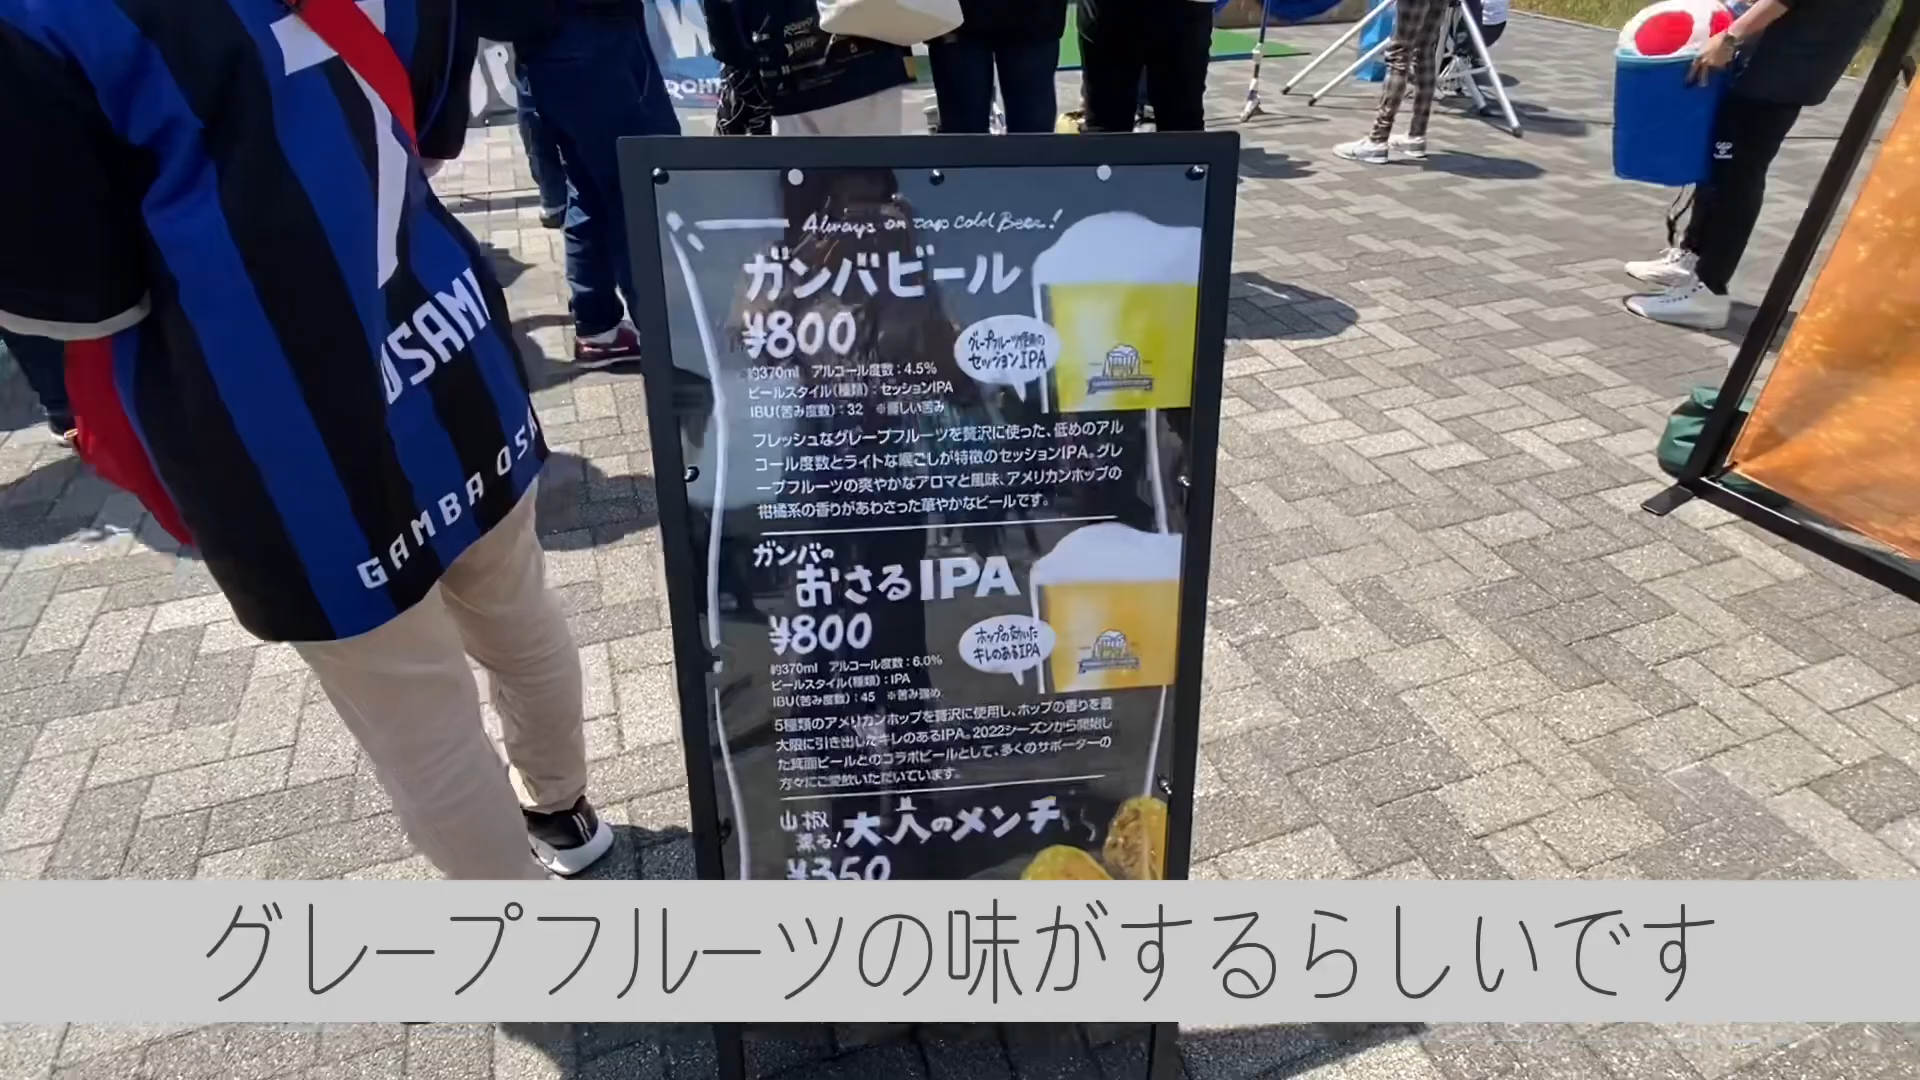 Always on tap cold Beer!
ガンバビール
¥800
グレープフルーツ使用の
セッションIPA
約370ml アルコール度数：4.5%
ビールスタイル（種類）：セッションIPA
IBU（苦み度数）：32 ※優しい苦み
フレッシュなグレープフルーツを贅沢に使った、低めのアル
コール度数とライトな喉ごしが特徴のセッションIPA。グレ
ープフルーツの爽やかなアロマと風味、アメリカンホップの
柑橘系の香りがあわさった華やかなビールです。
ガンバの
おさるIPA
¥800
ホップの効いた
キレのあるIPA
約370ml アルコール度数：6.0%
ビールスタイル（種類）：IPA
IBU（苦み度数）：45 ※苦み強め
5種類のアメリカンホップを贅沢に使用し、ホップの香りを最
大限に引き出したキレのあるIPA。2022シーズンから開始し
た箕面ビールとのコラボビールとして、多くのサポーターの
方々にご愛飲いただいています。
山椒
薫る！大人のメンチ
¥350
USAMI
GAMBA OSA
グレープフルーツの味がするらしいです